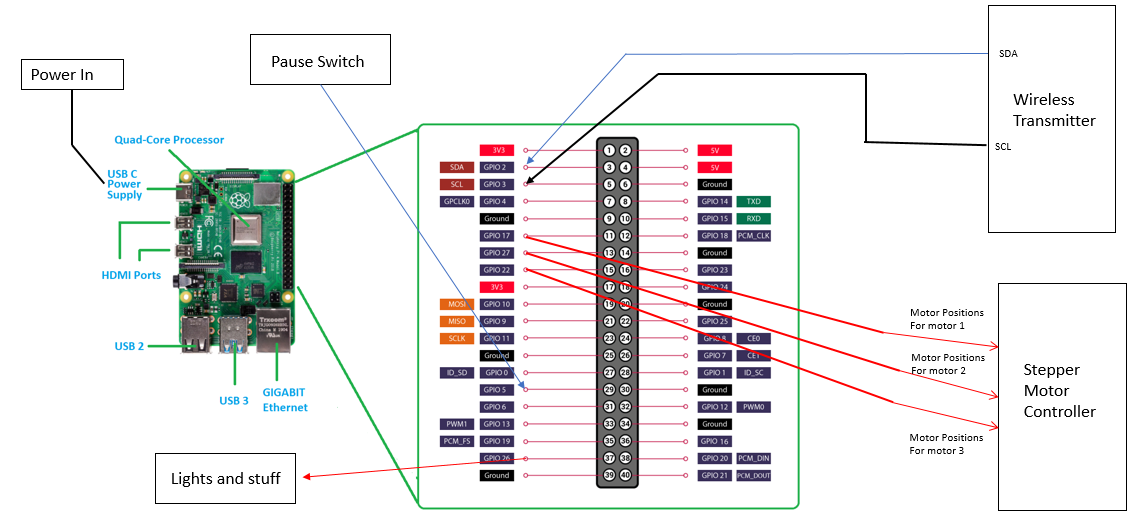 SDA
Pause Switch
Power In
Wireless
Transmitter
Quad-Core Processor
SCL
USB C
Power
Supply
HDMI Ports
USB 2
USB 3
GIGABIT
Ethernet
HDMI
3V3 1 2 5V
SDA GPIO 2 3 4 5V
SCL GPIO 3 5 6 Ground
GPCLK0 GPIO 4 7 8 GPIO 14 TXD
Ground 9 10 GPIO 15 RXD
GPIO 17 11 12 GPIO 18 PCM_CLK
GPIO 27 13 14 Ground
GPIO 22 15 16 GPIO 23
3V3 17 18 GPIO 24
MOSI GPIO 10 19 20 Ground
MISO GPIO 9 21 22 GPIO 25
SCLK GPIO 11 23 24 GPIO 8 CE0
Ground 25 26 GPIO 7 CE1
ID_SD GPIO 0 27 28 GPIO 1 ID_SC
GPIO 5 29 30 Ground
GPIO 6 31 32 GPIO 12 PWM0
PWM1 GPIO 13 33 34 Ground
PCM_FS GPIO 19 35 36 GPIO 16
GPIO 26 37 38 GPIO 20 PCM_DIN
Ground 39 40 GPIO 21 PCM_DOUT
Motor Positions
For motor 1
Motor Positions
For motor 2
Motor Positions
For motor 3
Stepper
Motor
Controller
Lights and stuff